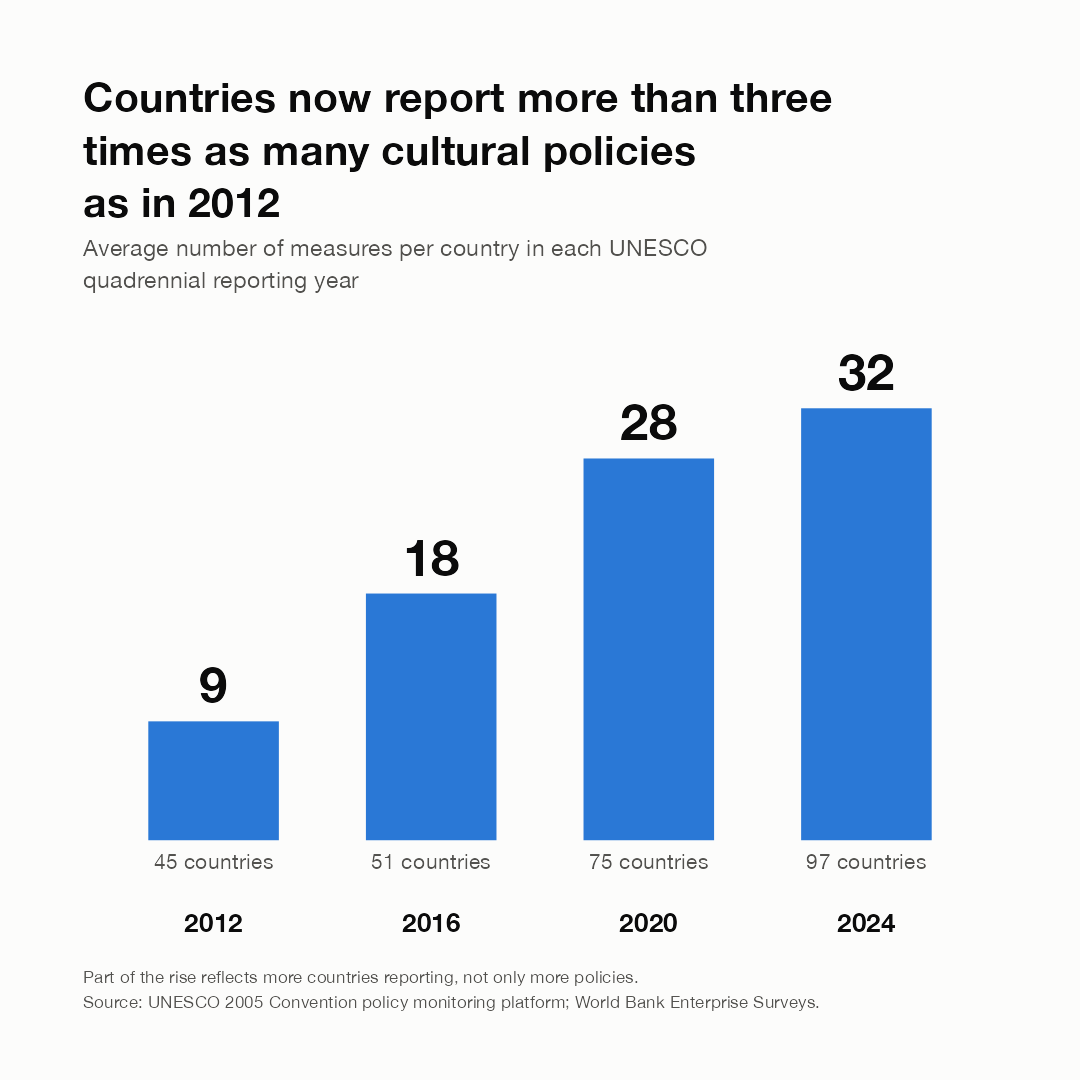 Countries now report more than three
times as many cultural policies
as in 2012
Average number of measures per country in each UNESCO
quadrennial reporting year
9
18
28
32
45 countries
51 countries
75 countries
97 countries
2012
2016
2020
2024
Part of the rise reflects more countries reporting, not only more policies.
Source: UNESCO 2005 Convention policy monitoring platform; World Bank Enterprise Surveys.